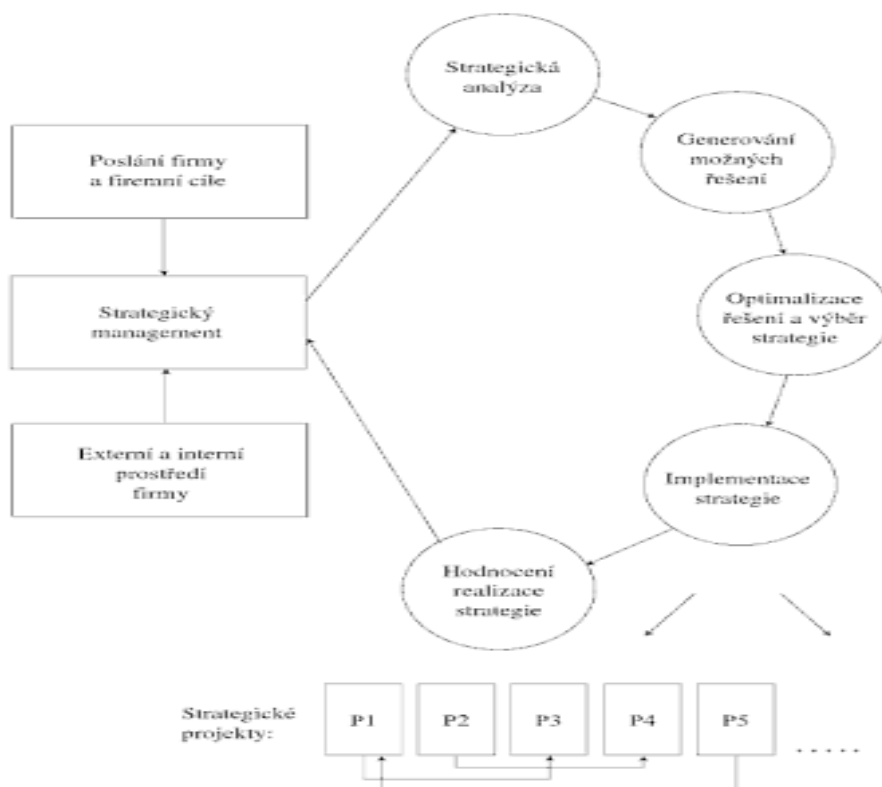 Strategická
analýza
Generování
možných
řešení
Poslání firmy
a firemní cíle
Strategický
management
Optimalizace
řešení a výběr
strategie
Externí a interní
prostředí
firmy
Implementace
strategie
Hodnocení
realizace
strategie
Strategické
projekty:
P1
P2
P3
P4
P5
.....